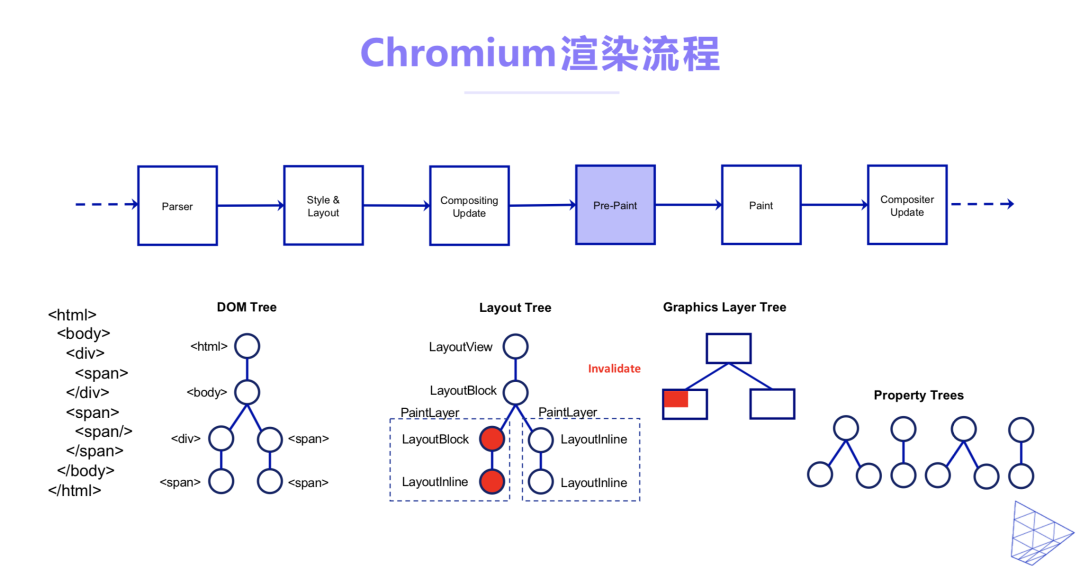 Chromium渲染流程
Parser
Style &
Layout
Compositing
Update
Pre-Paint
Paint
Compositer
Update
<html>
<body>
<div>
<span>
</div>
<span>
<span/>
</span>
</body>
</html>
DOM Tree
<html>
<body>
<div>
<span>
<span>
<span>
Layout Tree
LayoutView
LayoutBlock
PaintLayer
PaintLayer
LayoutBlock
LayoutInline
LayoutInline
LayoutInline
Invalidate
Graphics Layer Tree
Property Trees